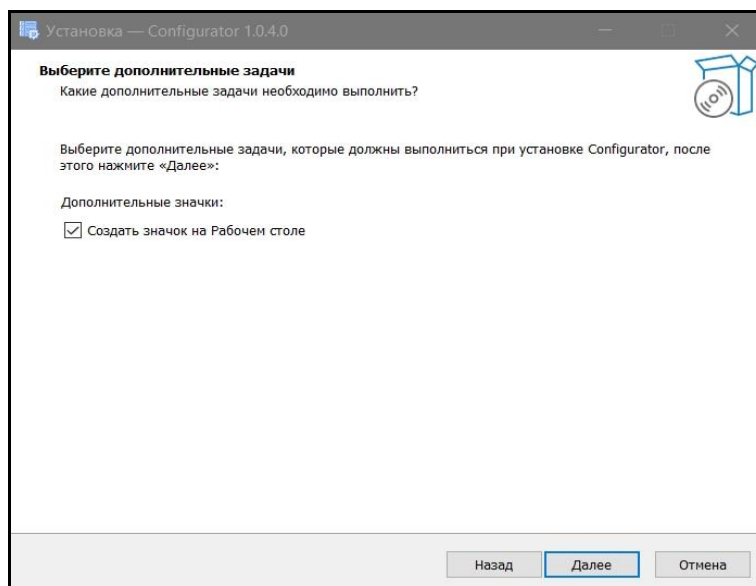 Установка — Configurator 1.0.4.0
Выберите дополнительные задачи
Какие дополнительные задачи необходимо выполнить?
Выберите дополнительные задачи, которые должны выполниться при установке Configurator, после
этого нажмите «Далее»:
Дополнительные значки:
Создать значок на Рабочем столе
Назад
Далее
Отмена